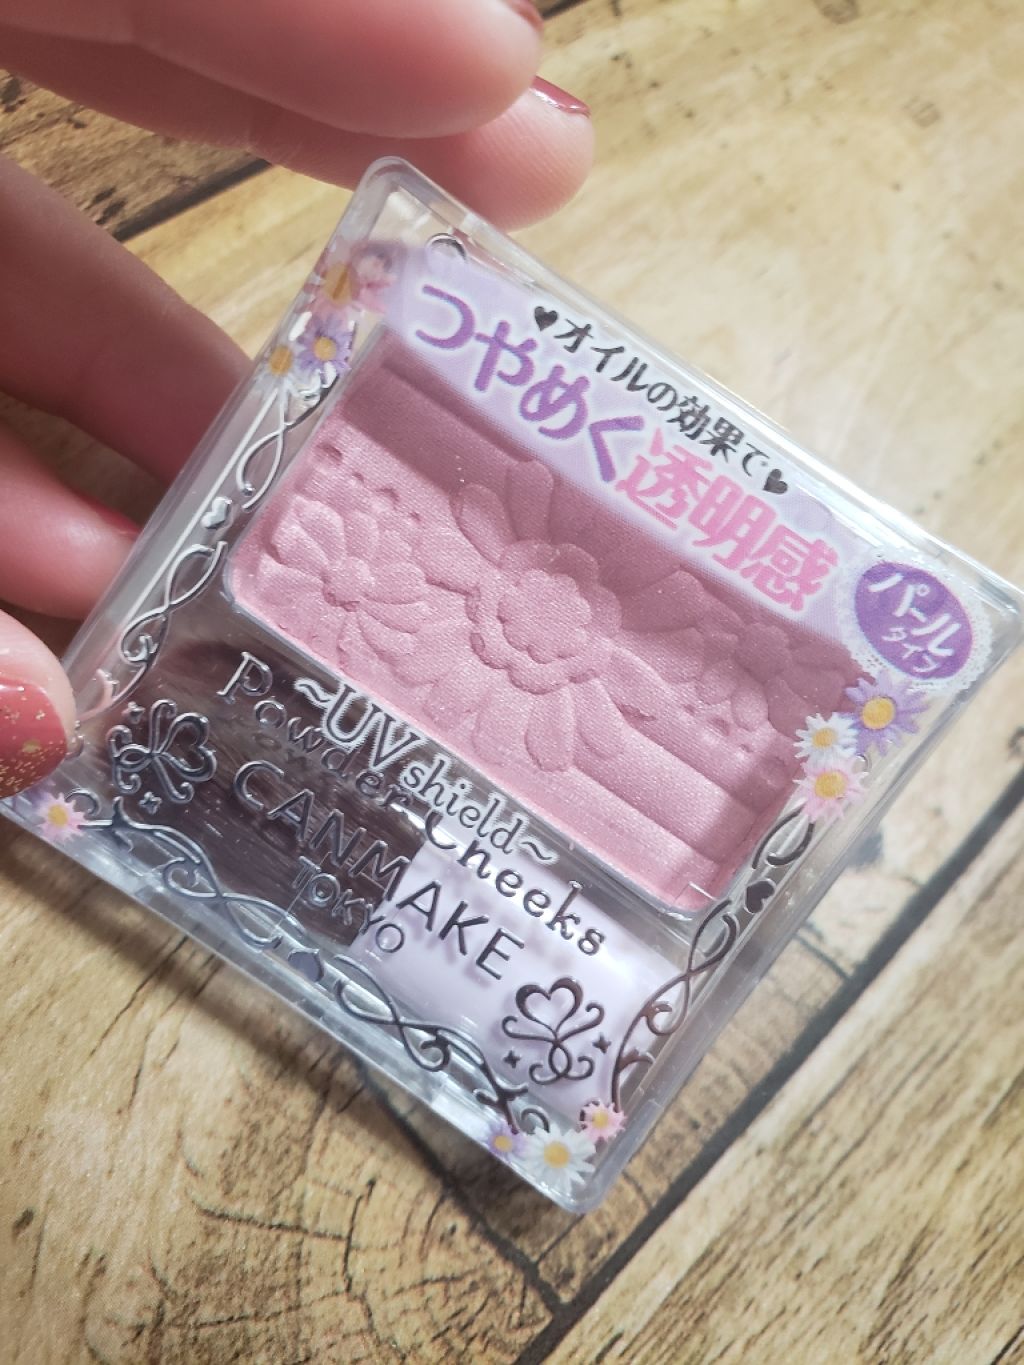 ♥オイルの効果で♥
つやめく透明感
パール
タイプ
Powder Cheeks
~UV shield~
CANMAKE
TOKYO